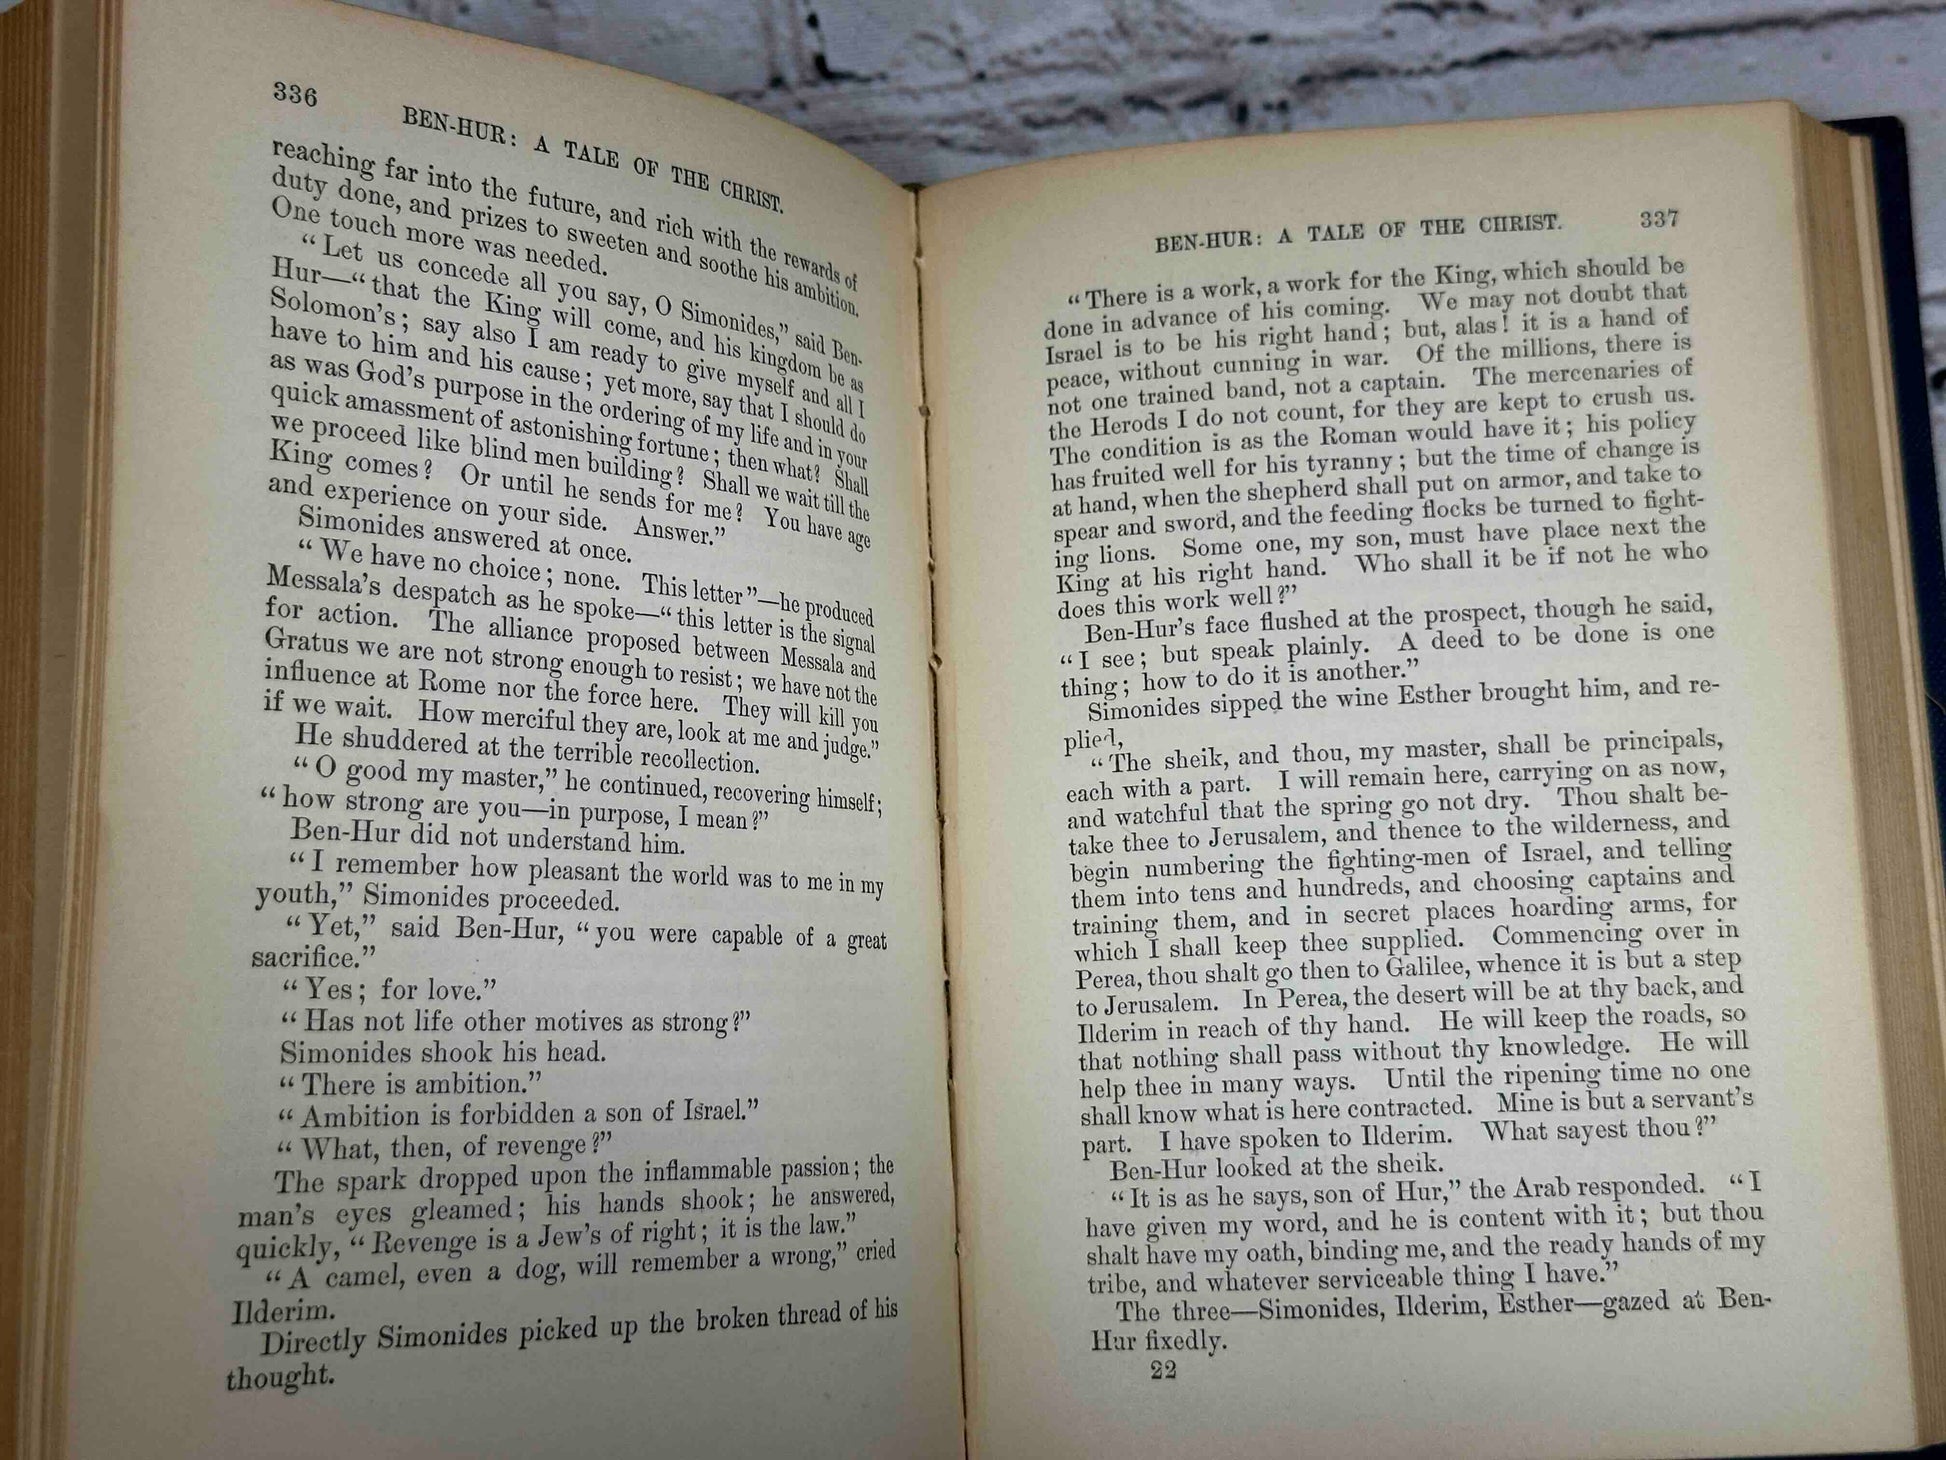 336
BEN-HUR: A TALE OF THE CHRIST.
reaching far into the future, and rich with the rewards of
duty done, and prizes to sweeten and soothe his ambition.
One touch more was needed.
“Let us concede all you say, O Simonides,” said Ben-
Hur—“that the King will come, and his kingdom be as
Solomon’s; say also I am ready to give myself and all I
have to him and his cause; yet more, say that I should do
as was God’s purpose in the ordering of my life and in your
quick amassment of astonishing fortune; then what? Shall
we proceed like blind men building? Shall we wait till the
King comes? Or until he sends for me? You have age
and experience on your side. Answer.”
Simonides answered at once.
“We have no choice; none. This letter”—he produced
Messala’s despatch as he spoke—“this letter is the signal
for action. The alliance proposed between Messala and
Gratus we are not strong enough to resist; we have not the
influence at Rome nor the force here. They will kill you
if we wait. How merciful they are, look at me and judge.”
He shuddered at the terrible recollection.
“O good my master,” he continued, recovering himself;
“how strong are you—in purpose, I mean?”
Ben-Hur did not understand him.
“I remember how pleasant the world was to me in my
youth,” Simonides proceeded.
“Yet,” said Ben-Hur, “you were capable of a great
sacrifice.”
“Yes; for love.”
“Has not life other motives as strong?”
Simonides shook his head.
“There is ambition.”
“Ambition is forbidden a son of Israel.”
“What, then, of revenge?”
The spark dropped upon the inflammable passion; the
man’s eyes gleamed; his hands shook; he answered,
quickly, “Revenge is a Jew’s of right; it is the law.”
“A camel, even a dog, will remember a wrong,” cried
Ilderim.
Directly Simonides picked up the broken thread of his
thought.
BEN-HUR: A TALE OF THE CHRIST. 337
“There is a work, a work for the King, which should be
done in advance of his coming. We may not doubt that
Israel is to be his right hand; but, alas! it is a hand of
peace, without cunning in war. Of the millions, there is
not one trained band, not a captain. The mercenaries of
the Herods I do not count, for they are kept to crush us.
The condition is as the Roman would have it; his policy
has fruited well for his tyranny; but the time of change is
at hand, when the shepherd shall put on armor, and take to
spear and sword, and the feeding flocks be turned to fight-
ing lions. Some one, my son, must have place next the
King at his right hand. Who shall it be if not he who
does this work well?”
Ben-Hur’s face flushed at the prospect, though he said,
“I see; but speak plainly. A deed to be done is one
thing; how to do it is another.”
Simonides sipped the wine Esther brought him, and re-
plied,
“The sheik, and thou, my master, shall be principals,
each with a part. I will remain here, carrying on as now,
and watchful that the spring go not dry. Thou shalt be-
take thee to Jerusalem, and thence to the wilderness, and
begin numbering the fighting-men of Israel, and telling
them into tens and hundreds, and choosing captains and
training them, and in secret places hoarding arms, for
which I shall keep thee supplied. Commencing over in
Perea, thou shalt go then to Galilee, whence it is but a step
to Jerusalem. In Perea, the desert will be at thy back, and
Ilderim in reach of thy hand. He will keep the roads, so
that nothing shall pass without thy knowledge. He will
help thee in many ways. Until the ripening time no one
shall know what is here contracted. Mine is but a servant’s
part. I have spoken to Ilderim. What sayest thou?”
Ben-Hur looked at the sheik.
“It is as he says, son of Hur,” the Arab responded. “I
have given my word, and he is content with it; but thou
shalt have my oath, binding me, and the ready hands of my
tribe, and whatever serviceable thing I have.”
The three—Simonides, Ilderim, Esther—gazed at Ben-
Hur fixedly.
22